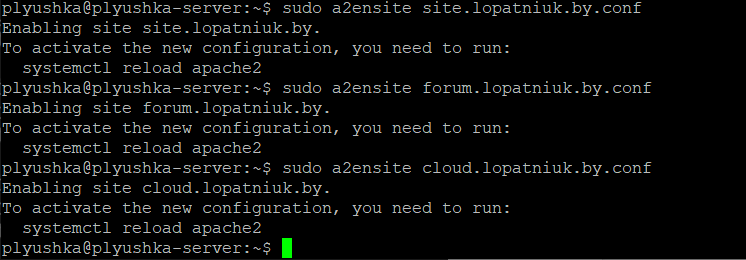 plyushka@plyushka-server:~$ sudo a2ensite site.lopatniuk.by.conf
Enabling site site.lopatniuk.by.
To activate the new configuration, you need to run:
  systemctl reload apache2
plyushka@plyushka-server:~$ sudo a2ensite forum.lopatniuk.by.conf
Enabling site forum.lopatniuk.by.
To activate the new configuration, you need to run:
  systemctl reload apache2
plyushka@plyushka-server:~$ sudo a2ensite cloud.lopatniuk.by.conf
Enabling site cloud.lopatniuk.by.
To activate the new configuration, you need to run:
  systemctl reload apache2
plyushka@plyushka-server:~$